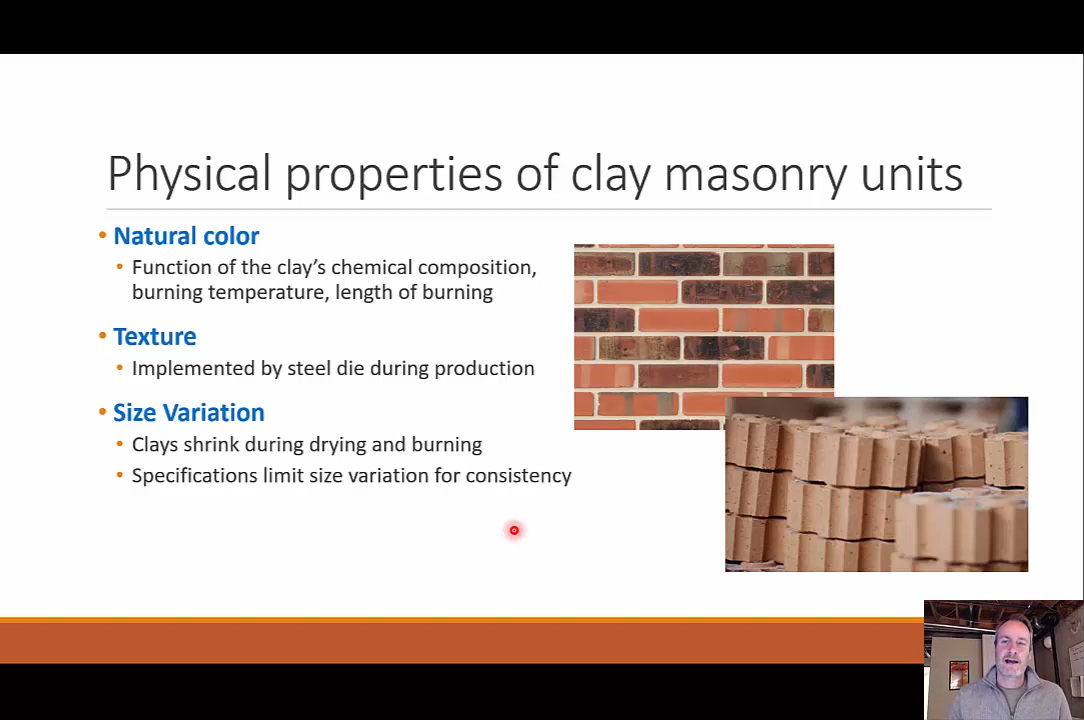 Physical properties of clay masonry units
• Natural color
• Function of the clay's chemical composition,
burning temperature, length of burning
• Texture
• Implemented by steel die during production
• Size Variation
• Clays shrink during drying and burning
• Specifications limit size variation for consistency